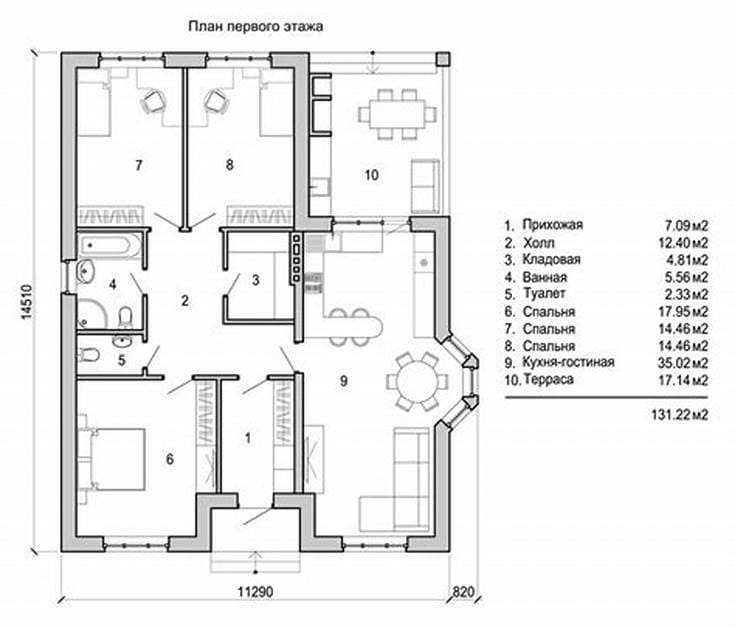 План первого этажа
7
8
10
4
3
2
5
9
6
1
14510
11290
820
1. Прихожая 7.09 м2
2. Холл 12.40 м2
3. Кладовая 4.81 м2
4. Ванная 5.56 м2
5. Туалет 2.33 м2
6. Спальня 17.95 м2
7. Спальня 14.46 м2
8. Спальня 14.46 м2
9. Кухня-гостиная 35.02 м2
10. Терраса 17.14 м2
131.22 м2